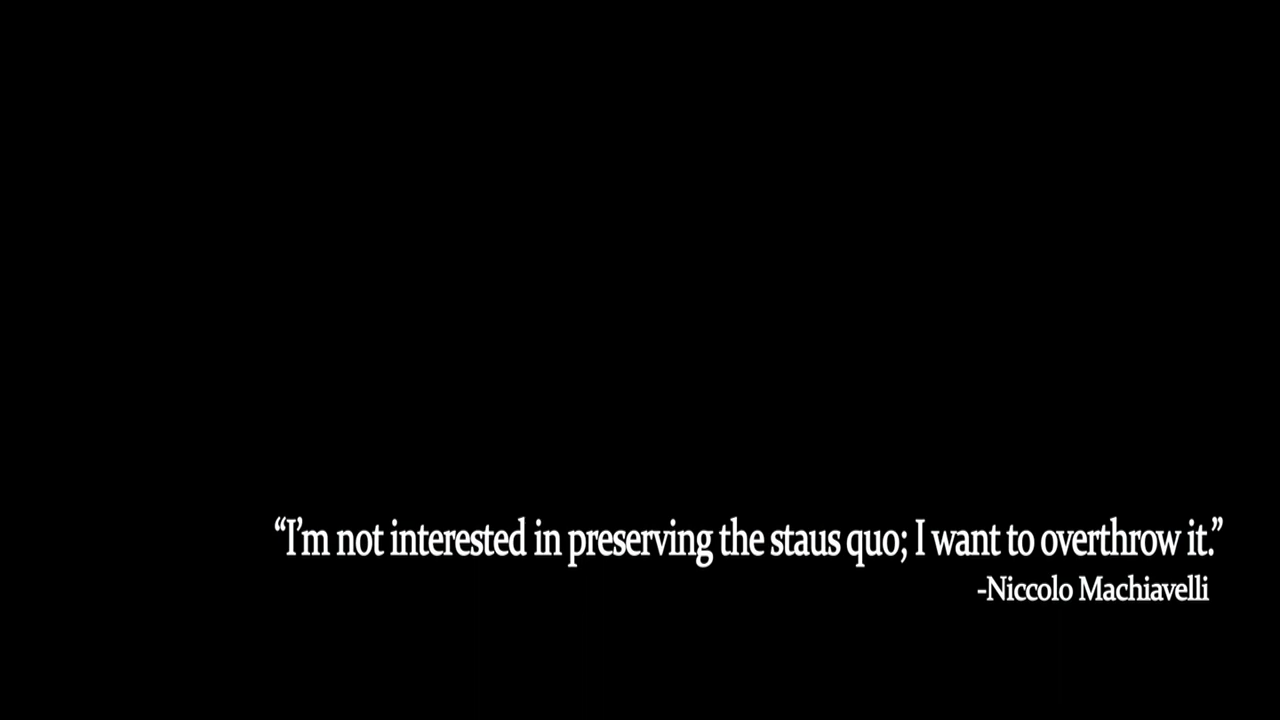 “I’m not interested in preserving the staus quo; I want to overthrow it.”
-Niccolo Machiavelli